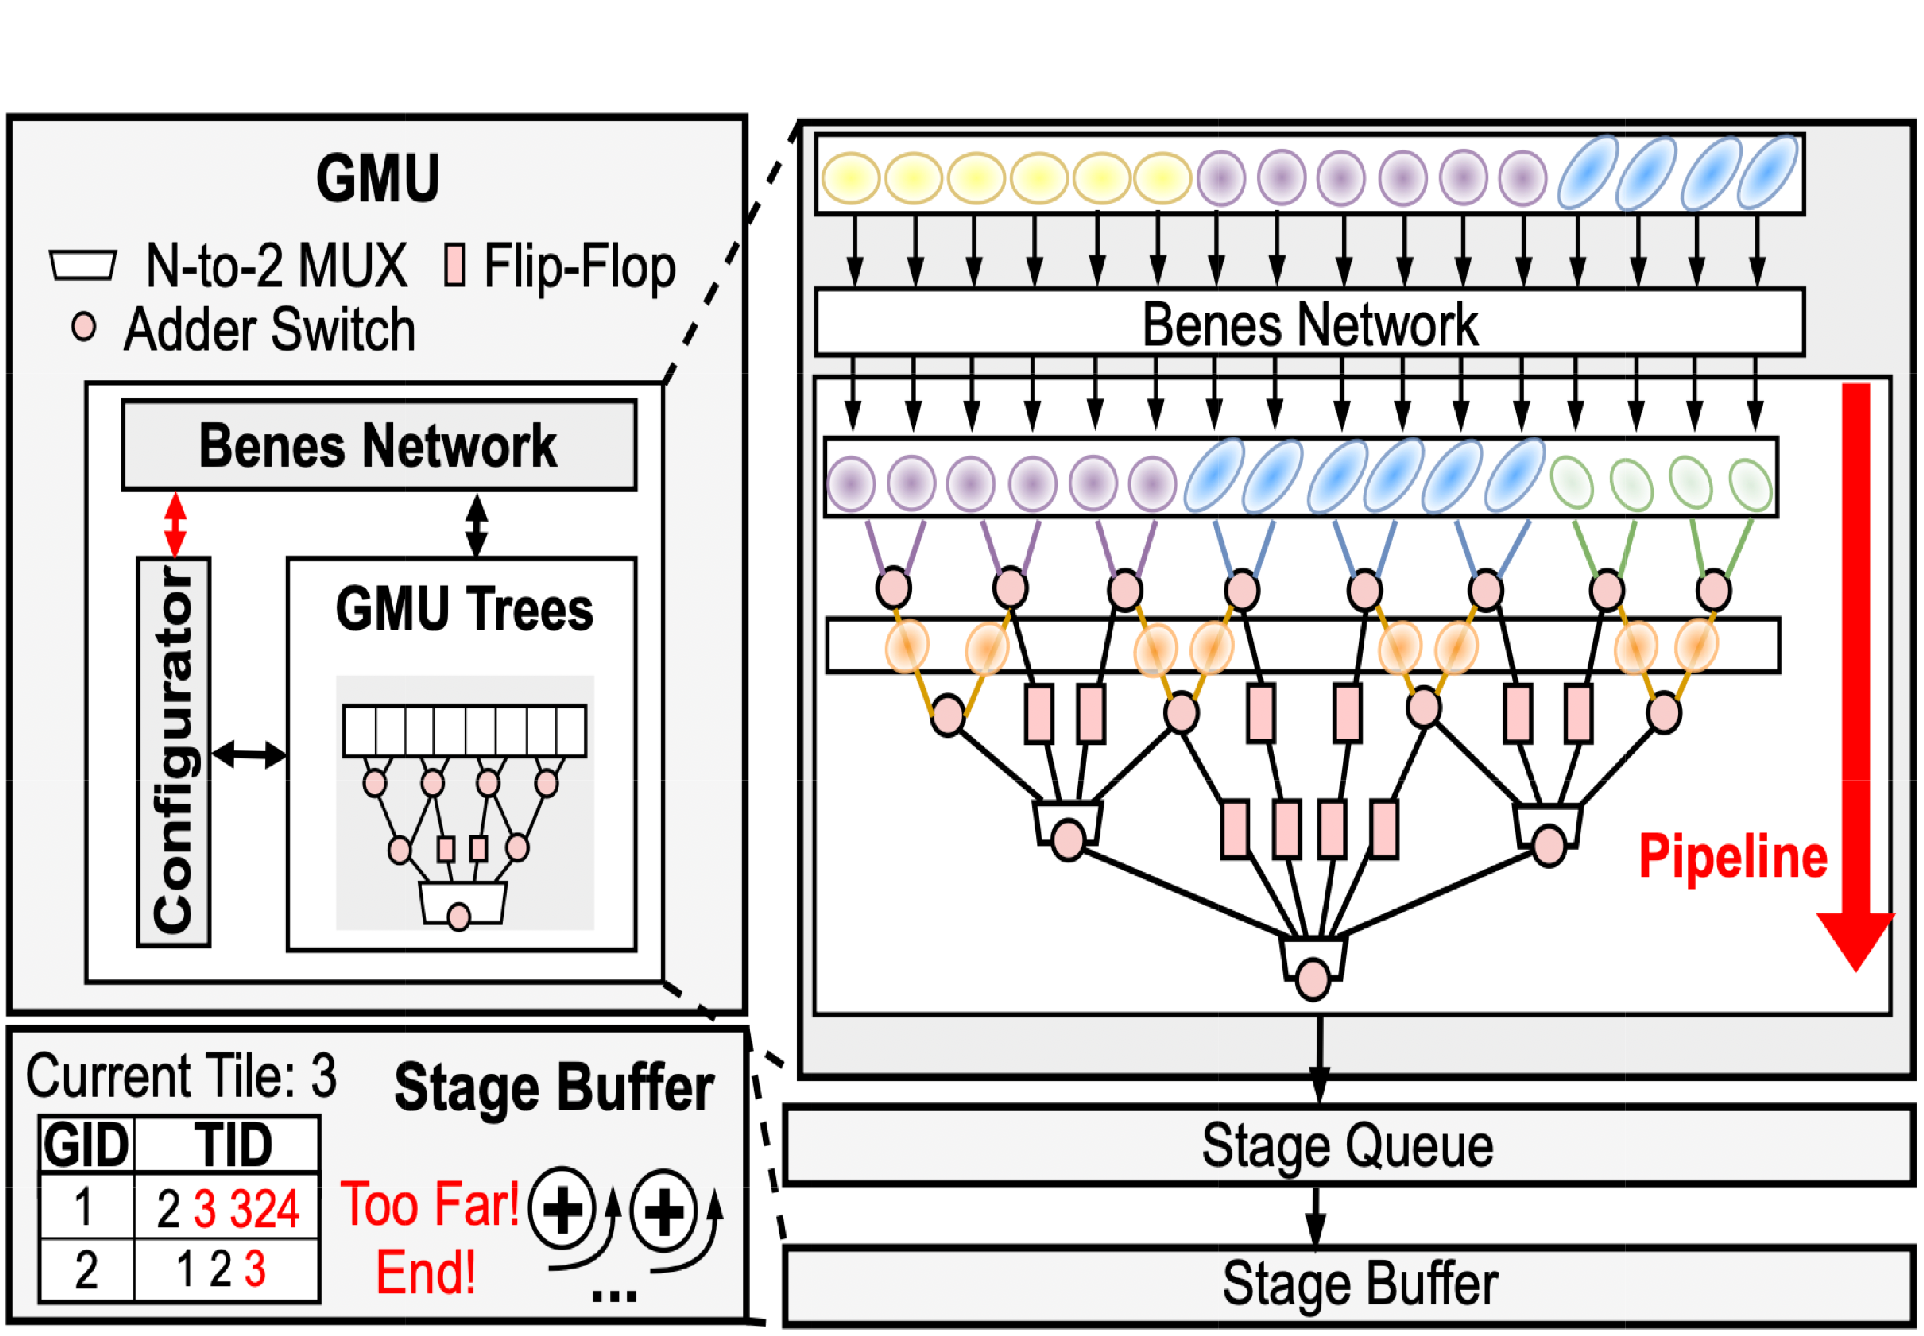 GMU
N-to-2 MUX
Flip-Flop
Adder Switch
Benes Network
Configurator
GMU Trees
Current Tile: 3
Stage Buffer
GID TID
1 2 3 324
2 1 2 3
Too Far!
End!
...
Benes Network
Pipeline
Stage Queue
Stage Buffer